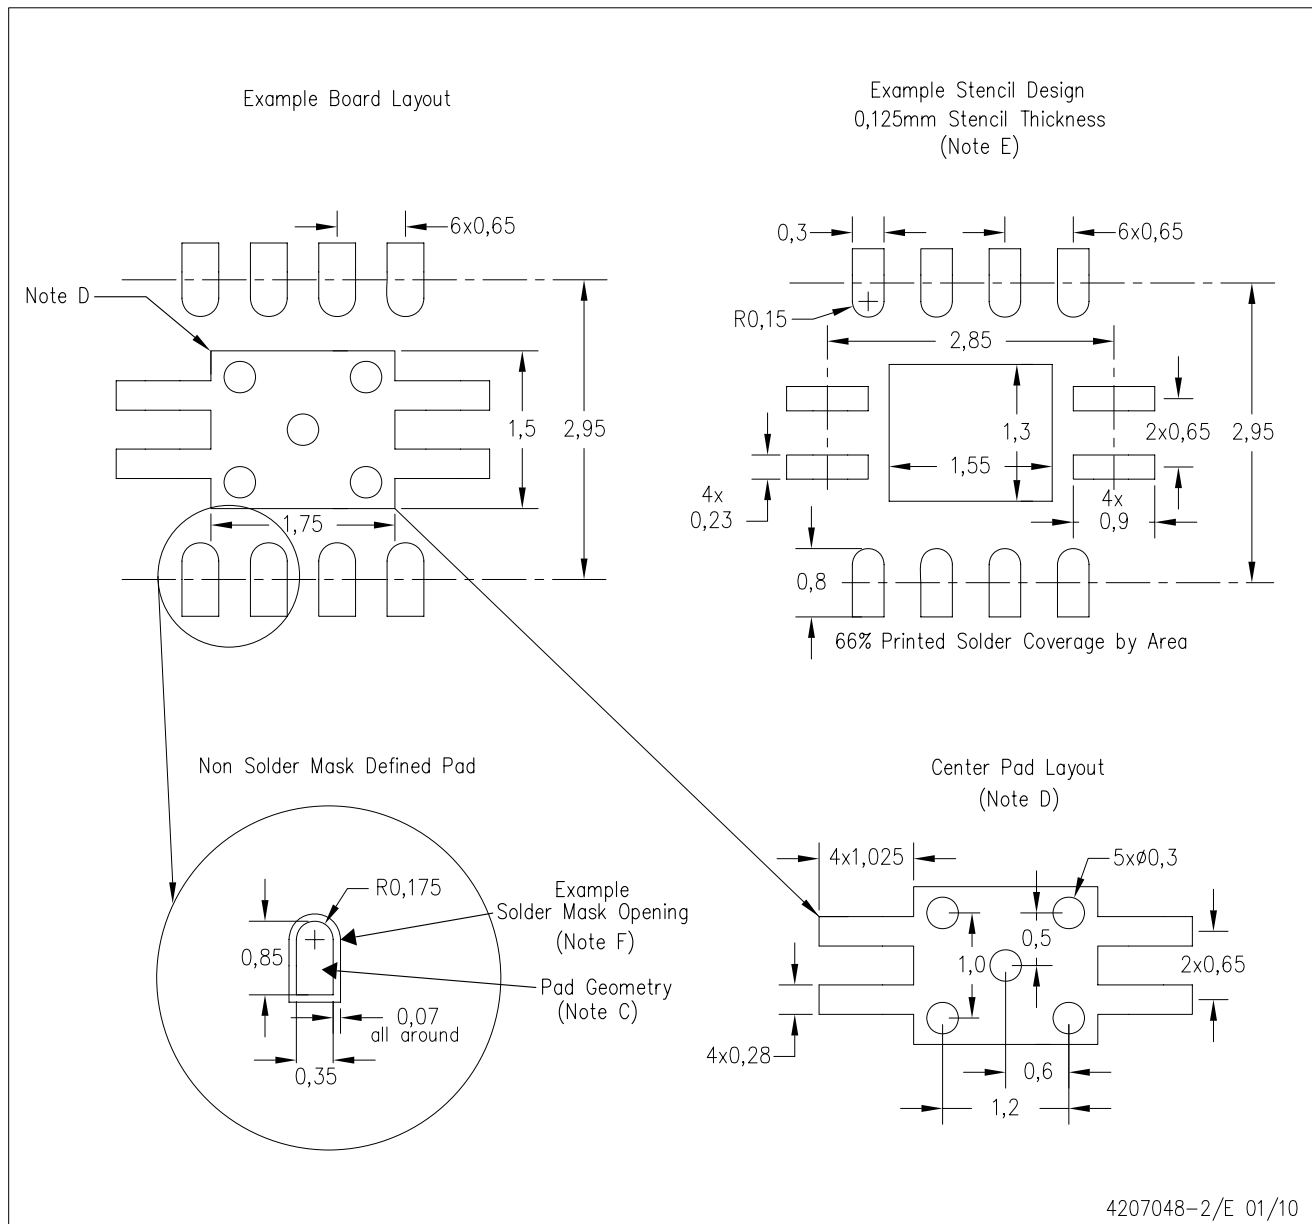 Example Board Layout
6x0,65
Note D
1,5
2,95
1,75
Example Stencil Design
0,125mm Stencil Thickness
(Note E)
0,3
6x0,65
R0,15
2,85
1,3
1,55
2x0,65
2,95
4x
0,23
4x
0,9
0,8
66% Printed Solder Coverage by Area
Non Solder Mask Defined Pad
R0,175
Example
Solder Mask Opening
(Note F)
0,85
Pad Geometry
(Note C)
0,07
all around
0,35
Center Pad Layout
(Note D)
4x1,025
5xø0,3
0,5
1,0
2x0,65
4x0,28
0,6
1,2
4207048-2/E 01/10